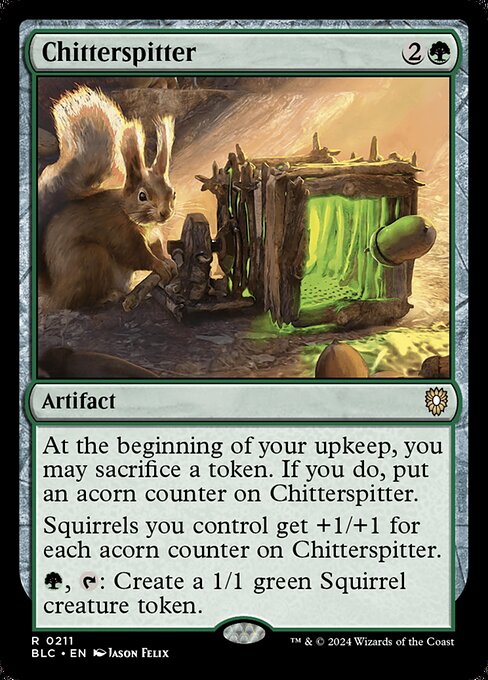 Chitterspitter 2
Artifact
At the beginning of your upkeep, you
may sacrifice a token. If you do, put
an acorn counter on Chitterspitter.
Squirrels you control get +1/+1 for
each acorn counter on Chitterspitter.
, : Create a 1/1 green Squirrel
creature token.
R 0211
BLC • EN Jason Felix
™ & © 2024 Wizards of the Coast